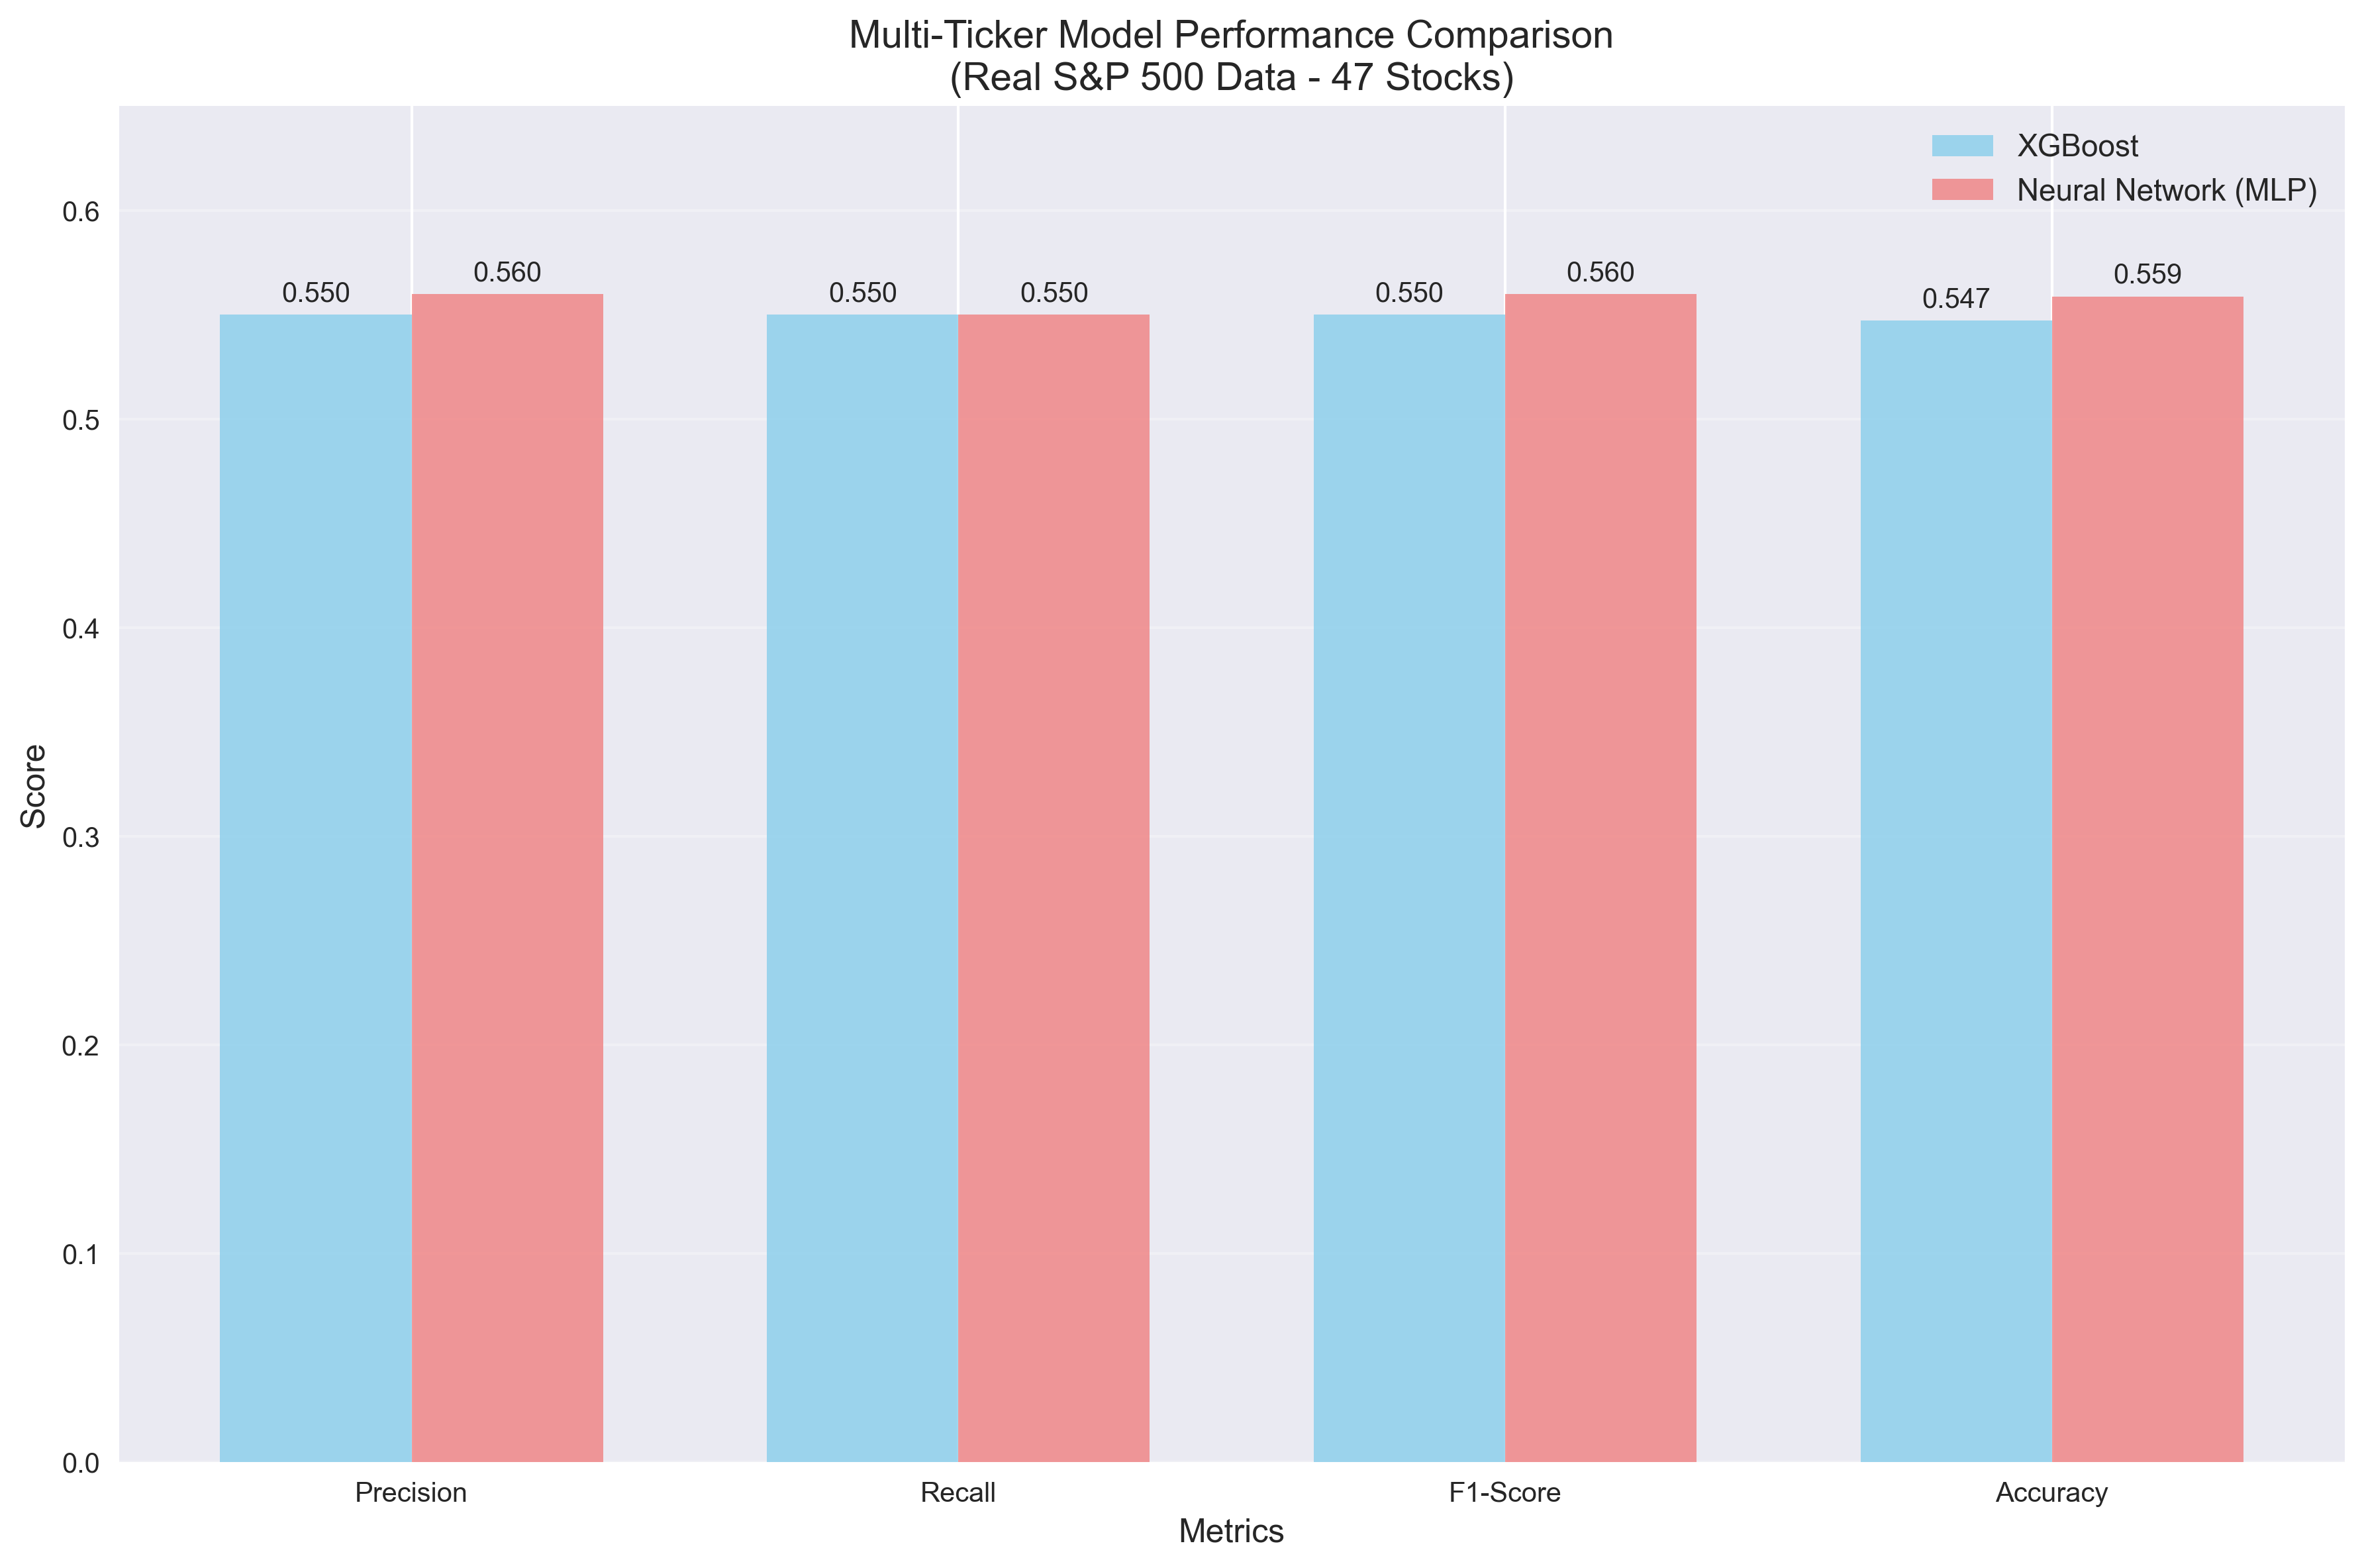 Multi-Ticker Model Performance Comparison
(Real S&P 500 Data - 47 Stocks)
XGBoost
Neural Network (MLP)
0.6
0.5
0.4
0.3
0.2
0.1
0.0
Score
0.550
0.560
0.550
0.550
0.550
0.560
0.547
0.559
Precision
Recall
F1-Score
Accuracy
Metrics